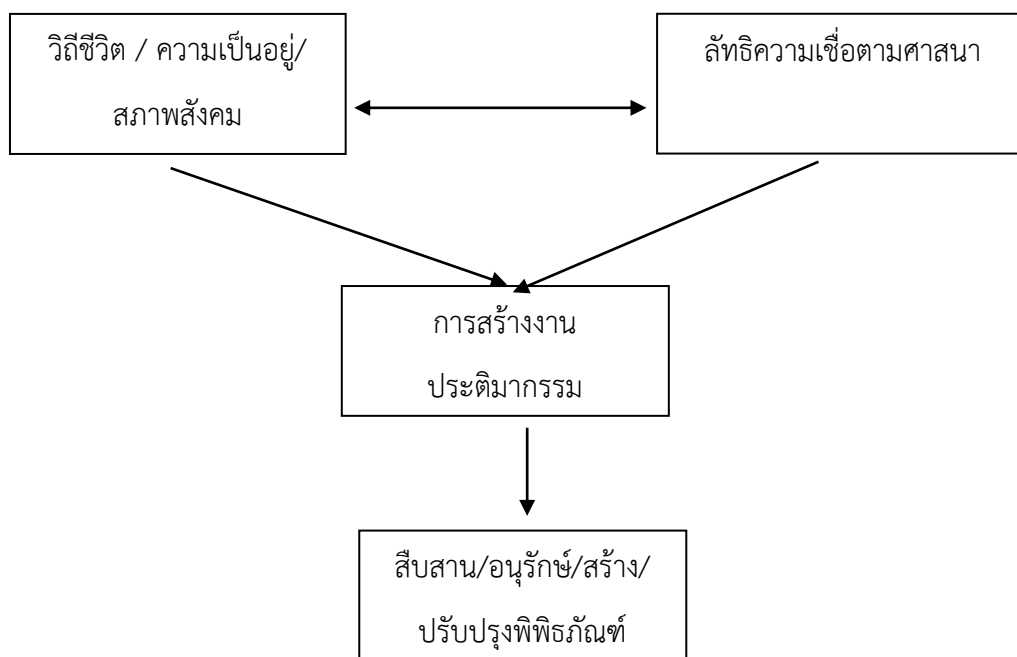 วิถีชีวิต / ความเป็นอยู่/
สภาพสังคม
ลัทธิความเชื่อตามศาสนา
การสร้างงาน
ประติมากรรม
สืบสาน/อนุรักษ์/สร้าง/
ปรับปรุงพิพิธภัณฑ์